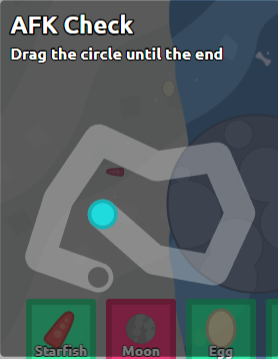 AFK Check
Drag the circle until the end
Starfish
Moon
Egg